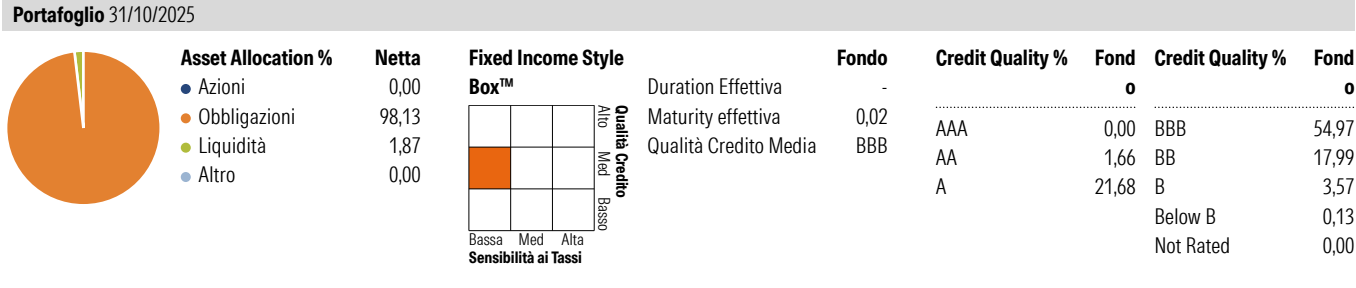 Portafoglio 31/10/2025
Asset Allocation % Netta
Azioni 0,00
Obbligazioni 98,13
Liquidità 1,87
Altro 0,00
Fixed Income Style
Box™
Alto Med Basso
Qualità Credito
Bassa Med Alta
Sensibilità ai Tassi
Fondo
Duration Effettiva -
Maturity effettiva 0,02
Qualità Credito Media BBB
Credit Quality % Fond
o
AAA 0,00
AA 1,66
A 21,68
Credit Quality % Fond
o
BBB 54,97
BB 17,99
B 3,57
Below B 0,13
Not Rated 0,00